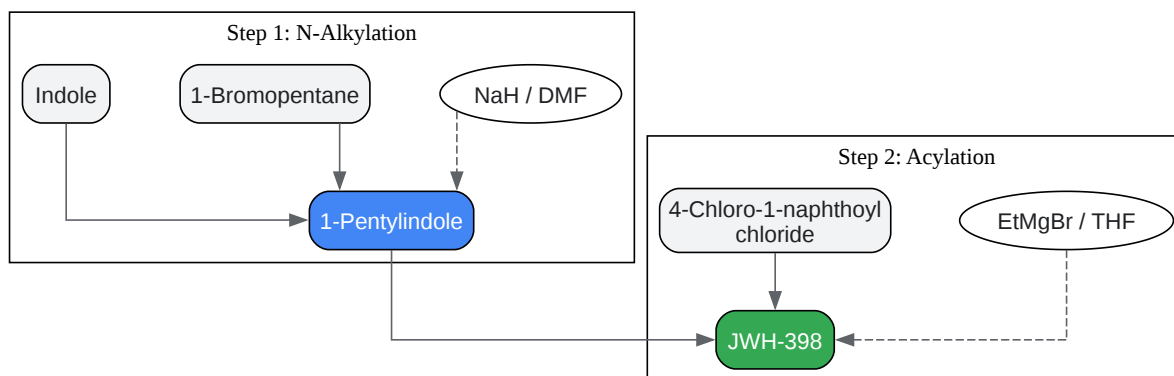 Step 1: N-Alkylation
Indole
1-Bromopentane
NaH / DMF
1-Pentylindole
Step 2: Acylation
4-Chloro-1-naphthoyl
chloride
EtMgBr / THF
JWH-398